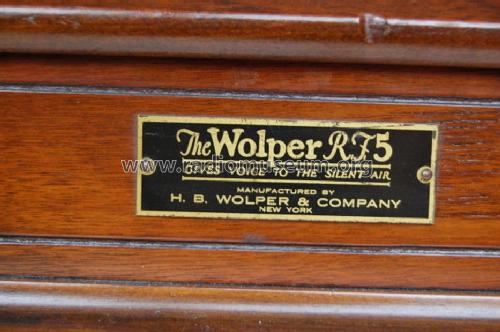 The Wolper RF5
GIVES VOICE TO THE SILENT AIR
www.radiomuseum.org
MANUFACTURED BY
H. B. WOLPER & COMPANY
NEW YORK